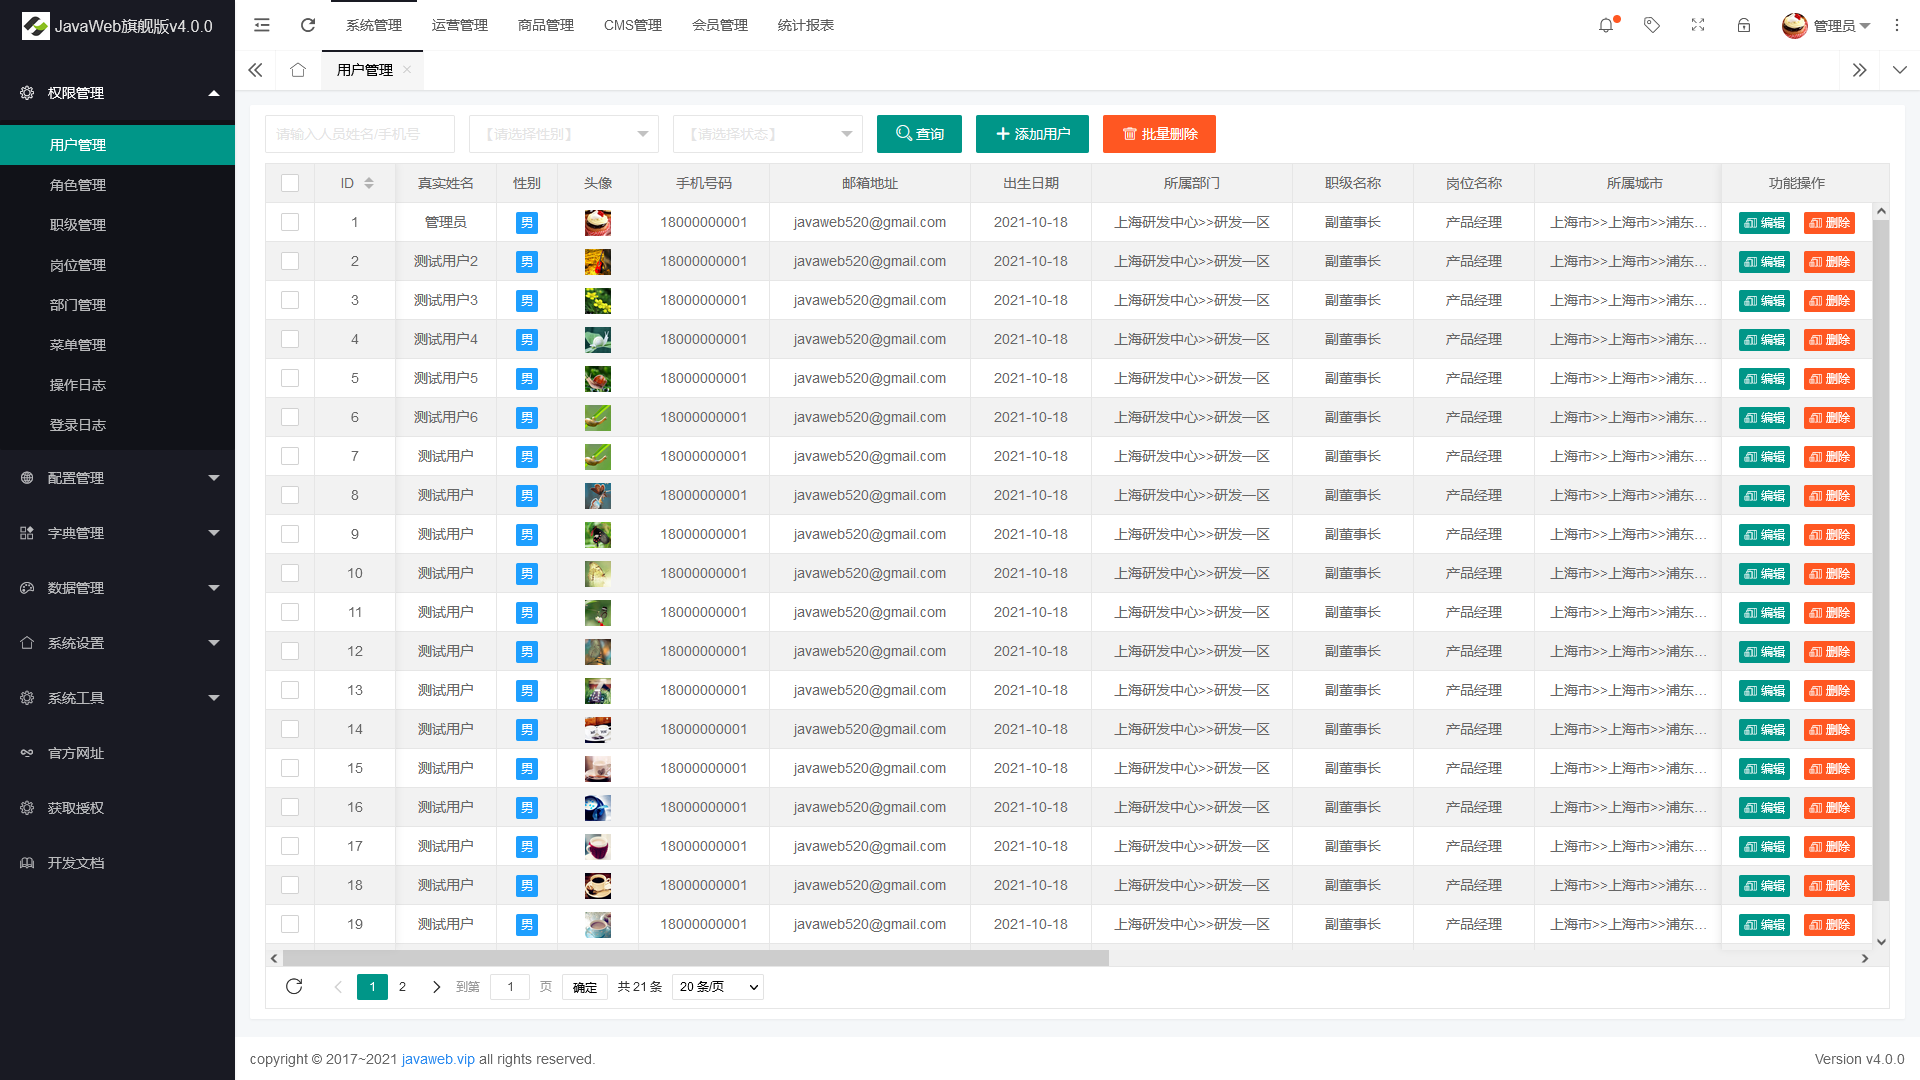 JavaWeb旗舰版v4.0.0
系统管理 运营管理 商品管理 CMS管理 会员管理 统计报表 管理员
用户管理
权限管理
用户管理
角色管理
职级管理
岗位管理
部门管理
菜单管理
操作日志
登录日志
配置管理
字典管理
数据管理
系统设置
系统工具
官方网址
获取授权
开发文档
请输入人员姓名/手机号 【请选择性别】 【请选择状态】 查询 添加用户 批量删除
ID 真实姓名 性别 头像 手机号码 邮箱地址 出生日期 所属部门 职级名称 岗位名称 所属城市 功能操作
1 管理员 男 18000000001 javaweb520@gmail.com 2021-10-18 上海研发中心>>研发一区 副董事长 产品经理 上海市>>上海市>>浦东... 编辑 删除
2 测试用户2 男 18000000001 javaweb520@gmail.com 2021-10-18 上海研发中心>>研发一区 副董事长 产品经理 上海市>>上海市>>浦东... 编辑 删除
3 测试用户3 男 18000000001 javaweb520@gmail.com 2021-10-18 上海研发中心>>研发一区 副董事长 产品经理 上海市>>上海市>>浦东... 编辑 删除
4 测试用户4 男 18000000001 javaweb520@gmail.com 2021-10-18 上海研发中心>>研发一区 副董事长 产品经理 上海市>>上海市>>浦东... 编辑 删除
5 测试用户5 男 18000000001 javaweb520@gmail.com 2021-10-18 上海研发中心>>研发一区 副董事长 产品经理 上海市>>上海市>>浦东... 编辑 删除
6 测试用户6 男 18000000001 javaweb520@gmail.com 2021-10-18 上海研发中心>>研发一区 副董事长 产品经理 上海市>>上海市>>浦东... 编辑 删除
7 测试用户 男 18000000001 javaweb520@gmail.com 2021-10-18 上海研发中心>>研发一区 副董事长 产品经理 上海市>>上海市>>浦东... 编辑 删除
8 测试用户 男 18000000001 javaweb520@gmail.com 2021-10-18 上海研发中心>>研发一区 副董事长 产品经理 上海市>>上海市>>浦东... 编辑 删除
9 测试用户 男 18000000001 javaweb520@gmail.com 2021-10-18 上海研发中心>>研发一区 副董事长 产品经理 上海市>>上海市>>浦东... 编辑 删除
10 测试用户 男 18000000001 javaweb520@gmail.com 2021-10-18 上海研发中心>>研发一区 副董事长 产品经理 上海市>>上海市>>浦东... 编辑 删除
11 测试用户 男 18000000001 javaweb520@gmail.com 2021-10-18 上海研发中心>>研发一区 副董事长 产品经理 上海市>>上海市>>浦东... 编辑 删除
12 测试用户 男 18000000001 javaweb520@gmail.com 2021-10-18 上海研发中心>>研发一区 副董事长 产品经理 上海市>>上海市>>浦东... 编辑 删除
13 测试用户 男 18000000001 javaweb520@gmail.com 2021-10-18 上海研发中心>>研发一区 副董事长 产品经理 上海市>>上海市>>浦东... 编辑 删除
14 测试用户 男 18000000001 javaweb520@gmail.com 2021-10-18 上海研发中心>>研发一区 副董事长 产品经理 上海市>>上海市>>浦东... 编辑 删除
15 测试用户 男 18000000001 javaweb520@gmail.com 2021-10-18 上海研发中心>>研发一区 副董事长 产品经理 上海市>>上海市>>浦东... 编辑 删除
16 测试用户 男 18000000001 javaweb520@gmail.com 2021-10-18 上海研发中心>>研发一区 副董事长 产品经理 上海市>>上海市>>浦东... 编辑 删除
17 测试用户 男 18000000001 javaweb520@gmail.com 2021-10-18 上海研发中心>>研发一区 副董事长 产品经理 上海市>>上海市>>浦东... 编辑 删除
18 测试用户 男 18000000001 javaweb520@gmail.com 2021-10-18 上海研发中心>>研发一区 副董事长 产品经理 上海市>>上海市>>浦东... 编辑 删除
19 测试用户 男 18000000001 javaweb520@gmail.com 2021-10-18 上海研发中心>>研发一区 副董事长 产品经理 上海市>>上海市>>浦东... 编辑 删除
1 2 到第 1 页 确定 共 21 条 20 条/页
copyright © 2017~2021 javaweb.vip all rights reserved. Version v4.0.0